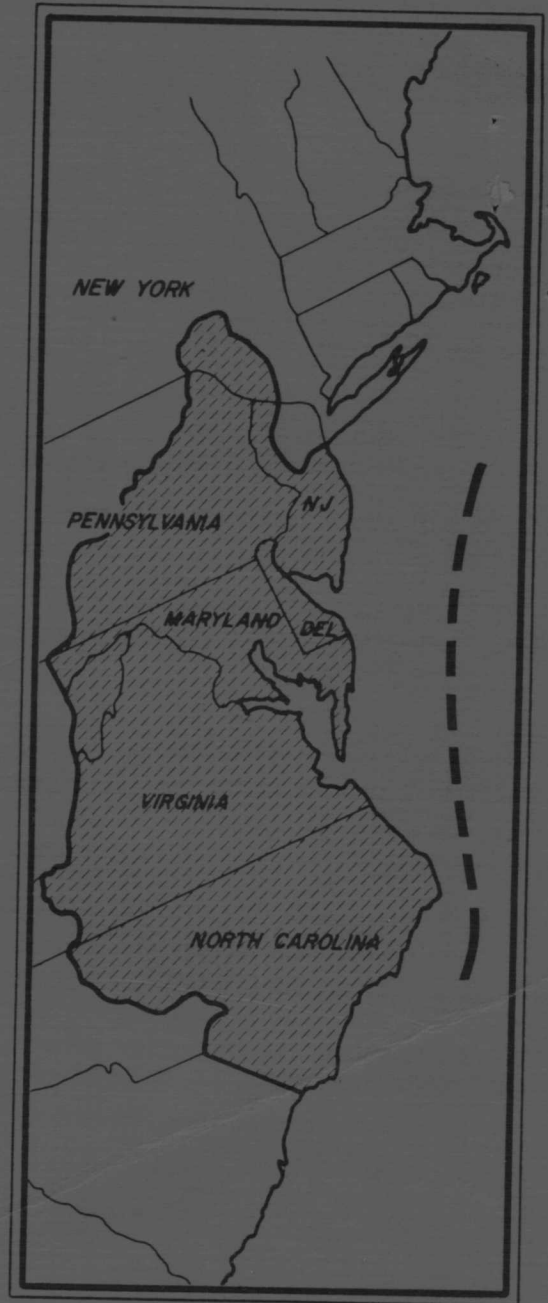 NEW YORK
PENNSYLVANIA
NJ
MARYLAND
DEL
VIRGINIA
NORTH CAROLINA